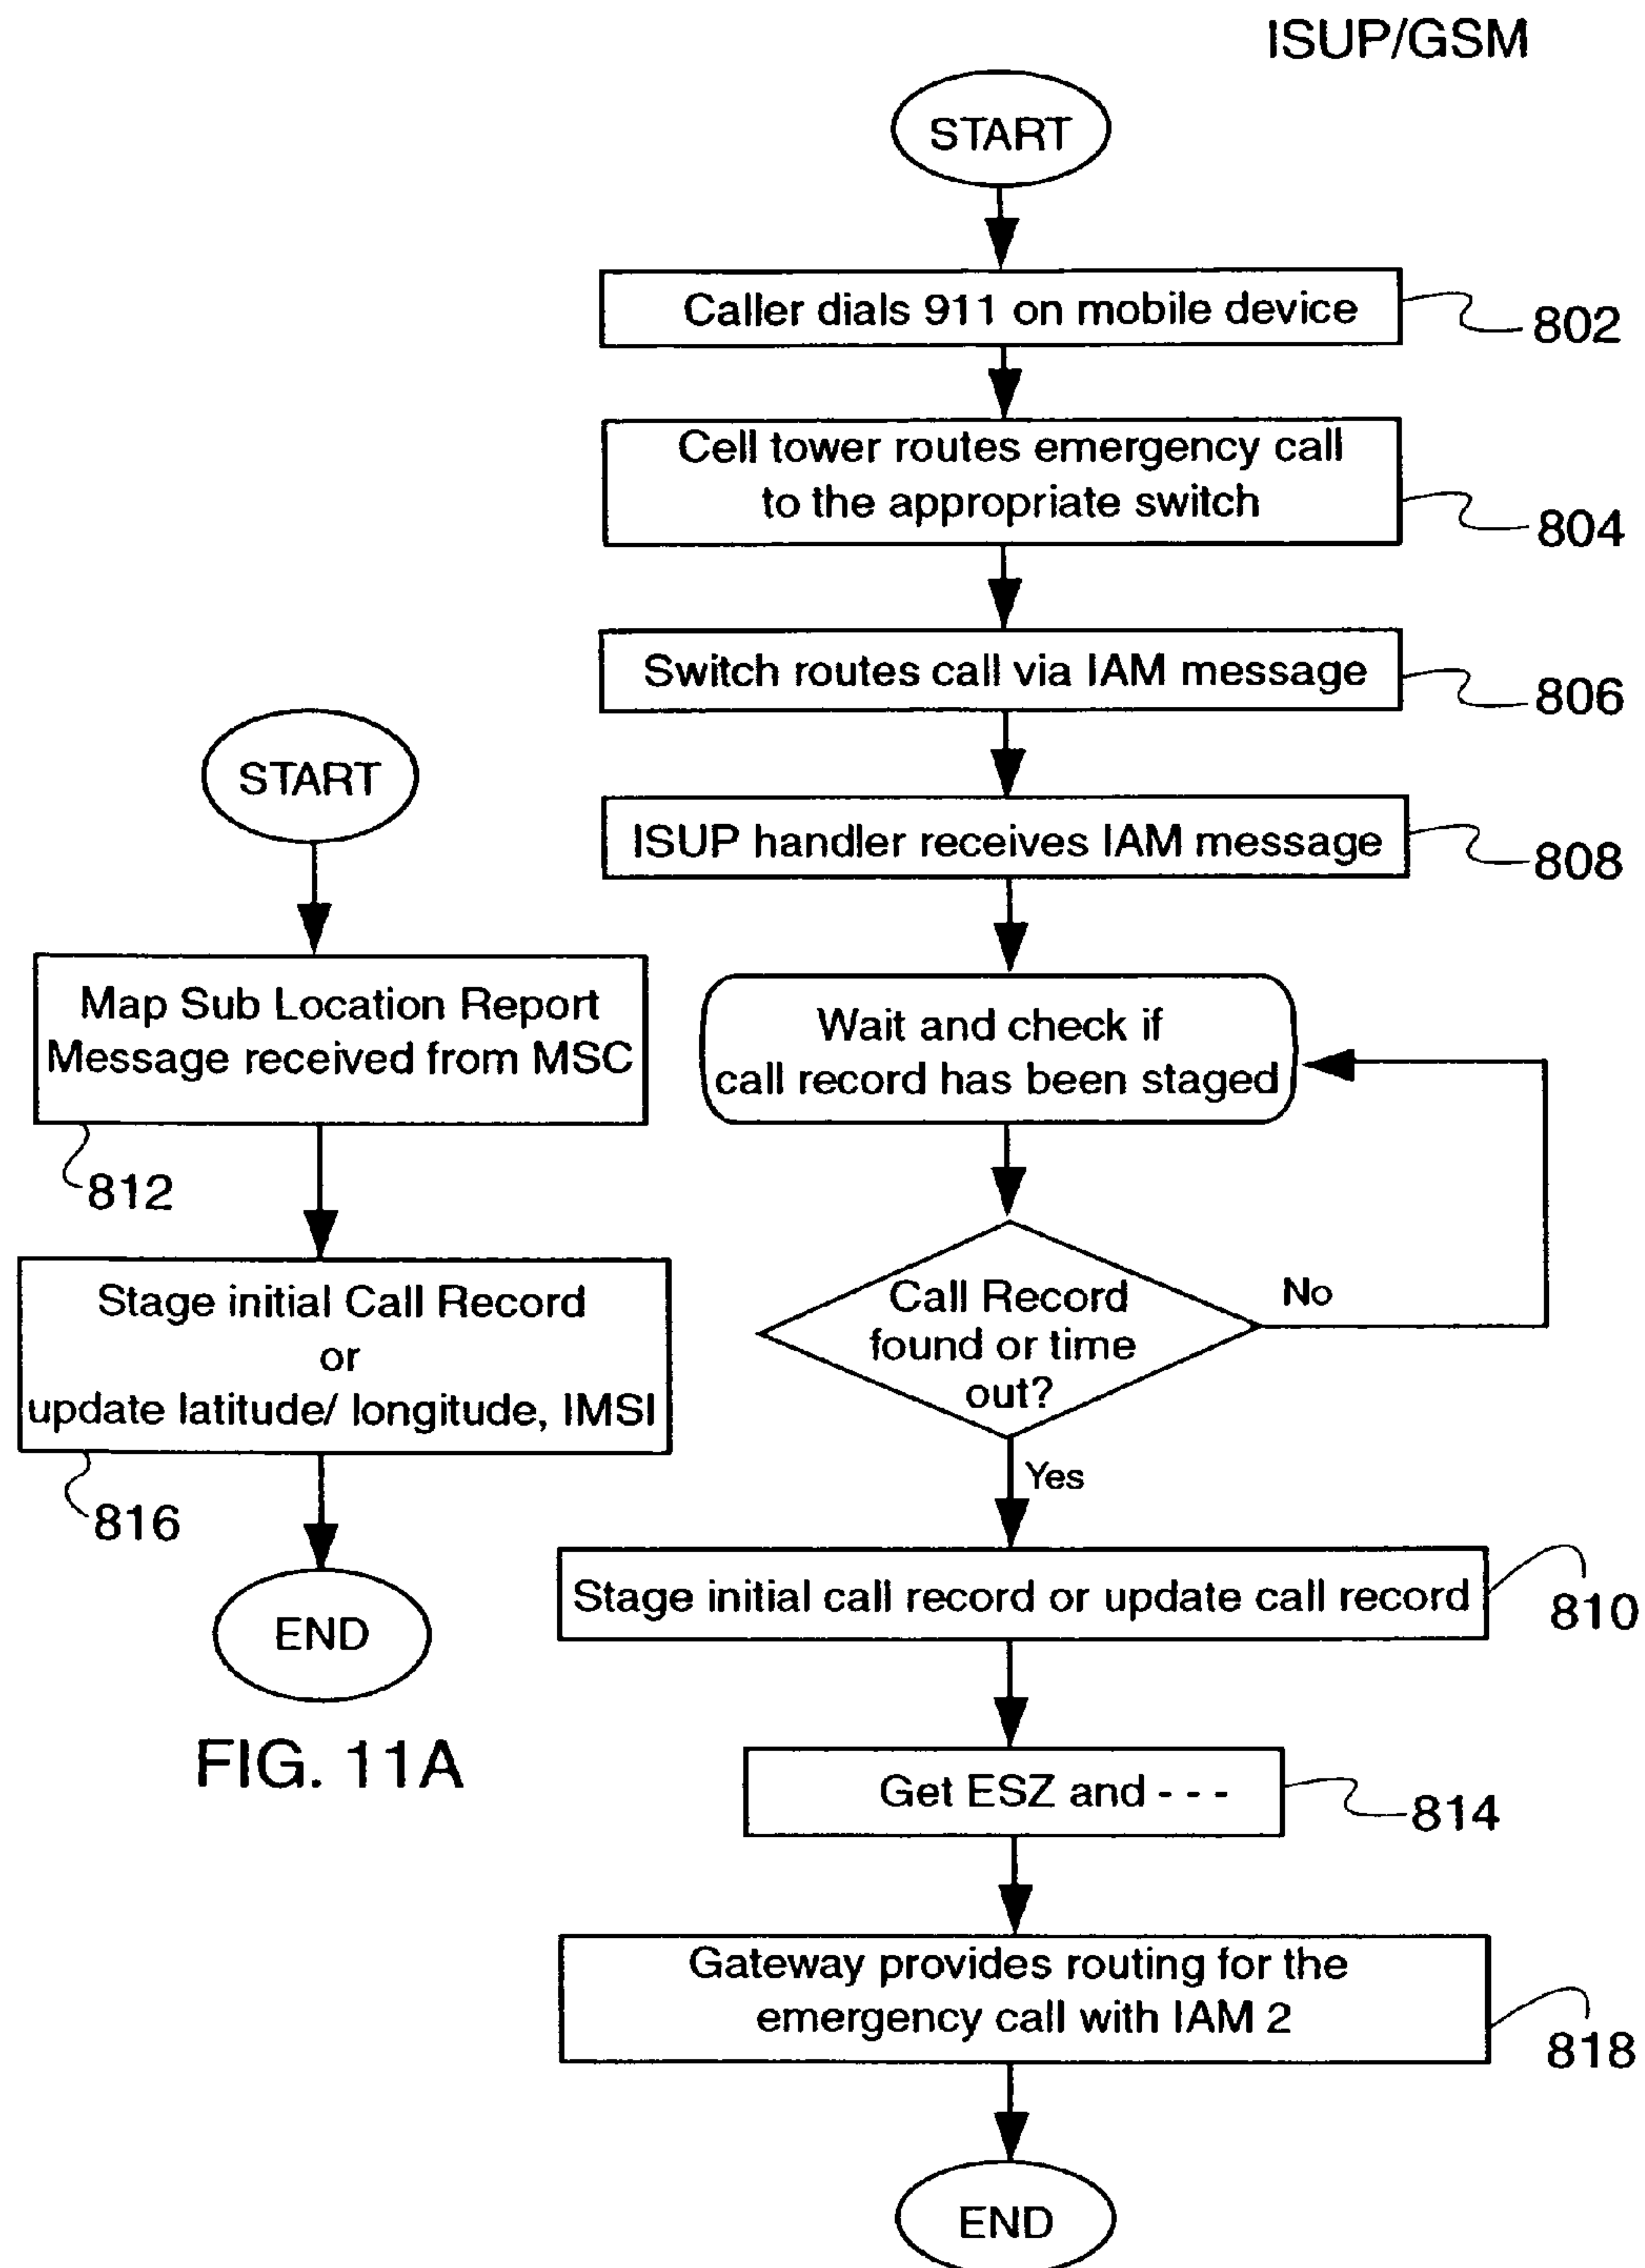 ISUP/GSM
START
Caller dials 911 on mobile device
802
Cell tower routes emergency call
to the appropriate switch
804
Switch routes call via IAM message
806
ISUP handler receives IAM message
808
Wait and check if
call record has been staged
Call Record
found or time
out?
No
Yes
Stage initial call record or update call record
810
Get ESZ and - - -
814
Gateway provides routing for the
emergency call with IAM 2
818
END
START
Map Sub Location Report
Message received from MSC
812
Stage initial Call Record
or
update latitude/ longitude, IMSI
816
END
FIG. 11A